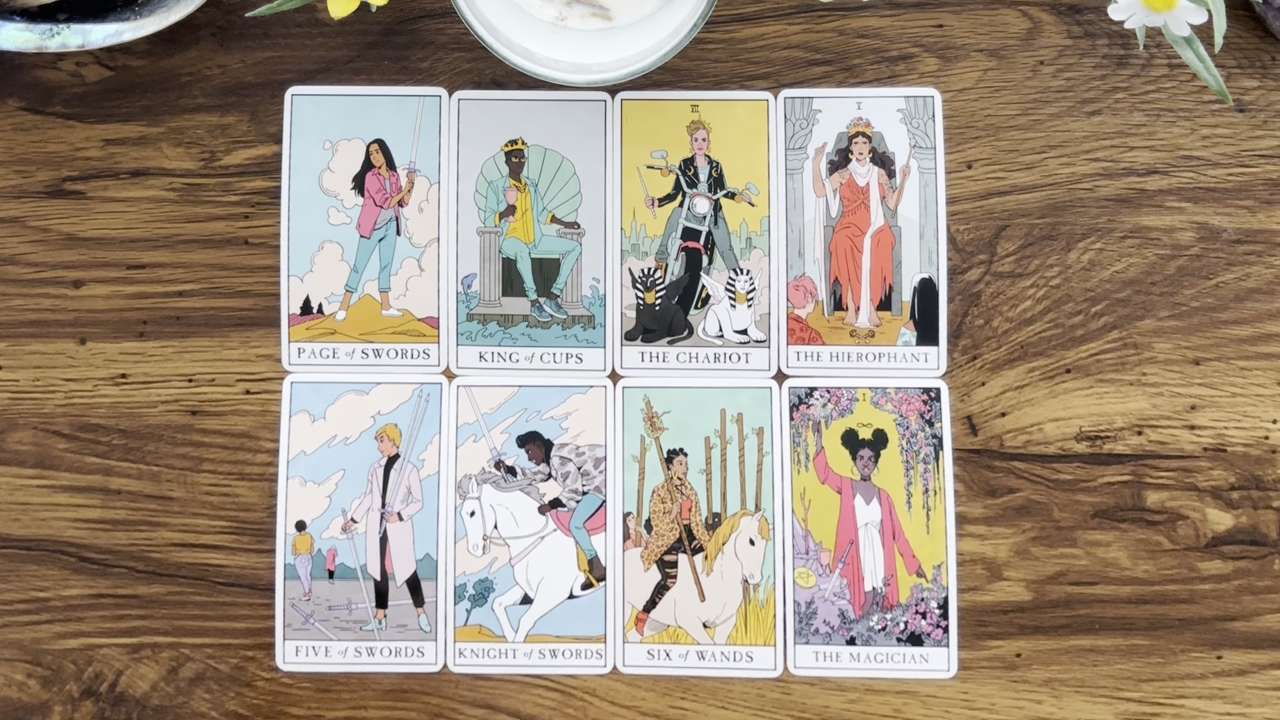 PAGE of SWORDS
KING of CUPS
VII
THE CHARIOT
V
THE HIEROPHANT
FIVE of SWORDS
KNIGHT of SWORDS
SIX of WANDS
I
THE MAGICIAN